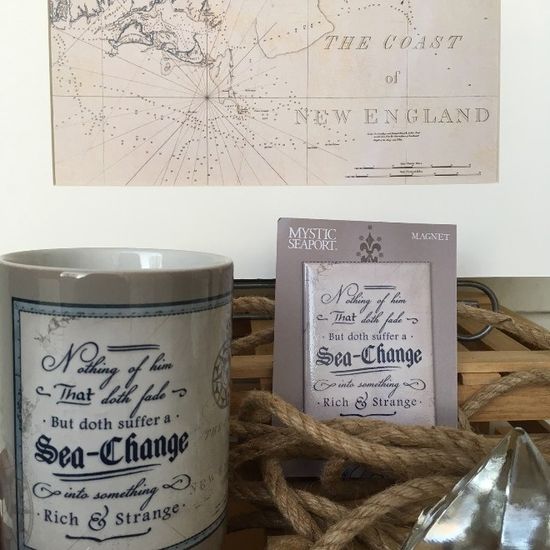 THE COAST
of
NEW ENGLAND
MYSTIC
SEAPORT®
MAGNET
Nothing of him
That doth fade
But doth suffer a
Sea-Change
into something
· Rich & Strange ·
Nothing of him
That doth fade
· But doth suffer a ·
Sea-Change
into something
· Rich & Strange ·